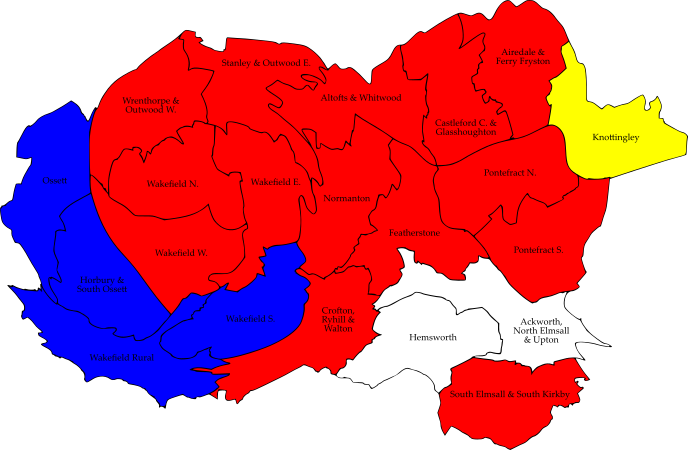 Airedale &
Ferry Fryston
Stanley & Outwood E.
Altofts & Whitwood
Wrenthorpe &
Outwood W.
Castleford C. &
Glasshoughton
Knottingley
Ossett
Wakefield N.
Wakefield E.
Pontefract N.
Normanton
Featherstone
Wakefield W.
Pontefract S.
Horbury &
South Ossett
Wakefield S.
Crofton,
Ryhill &
Walton
Hemsworth
Ackworth,
North Elmsall
& Upton
Wakefield Rural
South Elmsall & South Kirkby